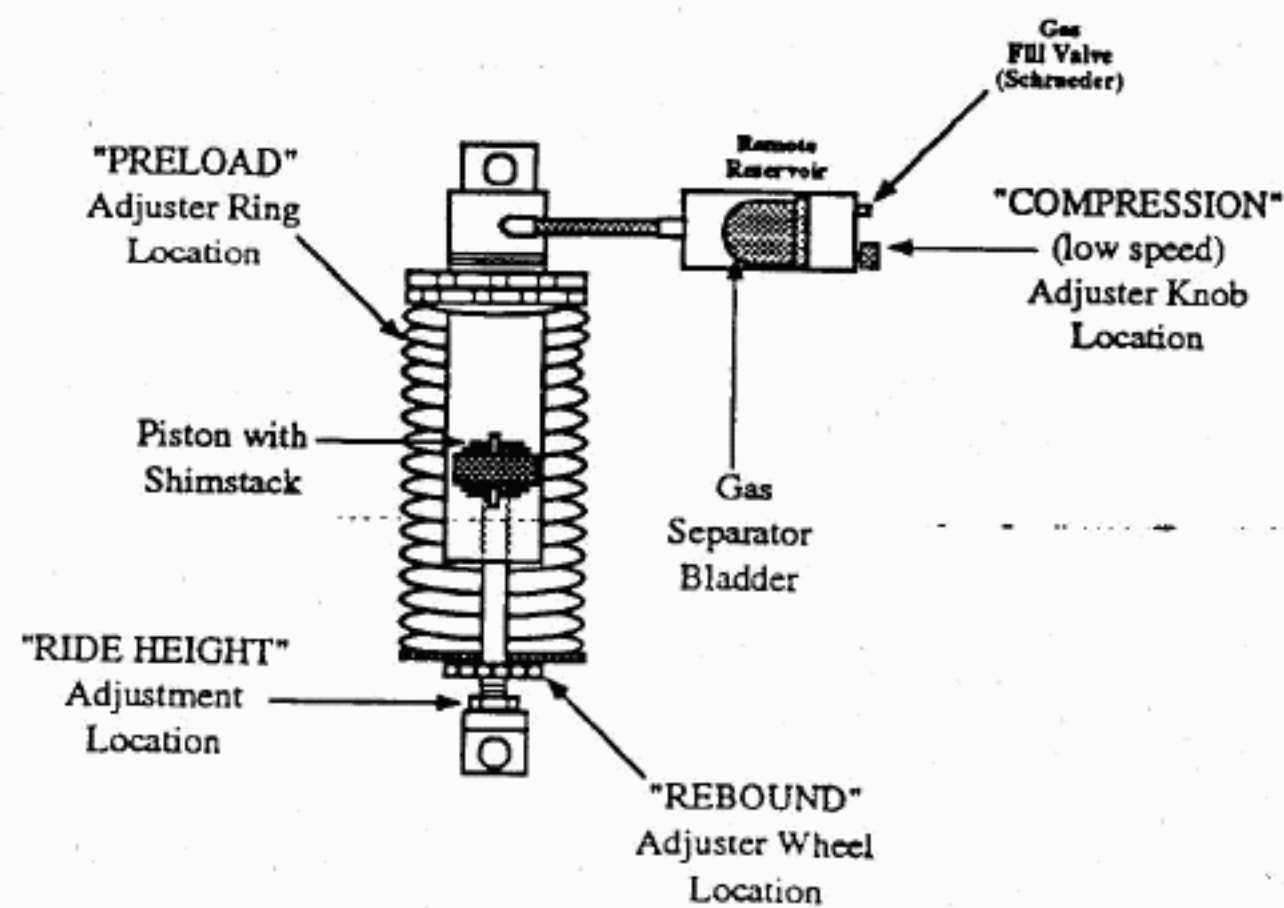 Gas
Fill Valve
(Schraeder)
"PRELOAD"
Adjuster Ring
Location
Remote
Reservoir
"COMPRESSION"
(low speed)
Adjuster Knob
Location
Piston with
Shimstack
Gas
Separator
Bladder
"RIDE HEIGHT"
Adjustment
Location
"REBOUND"
Adjuster Wheel
Location